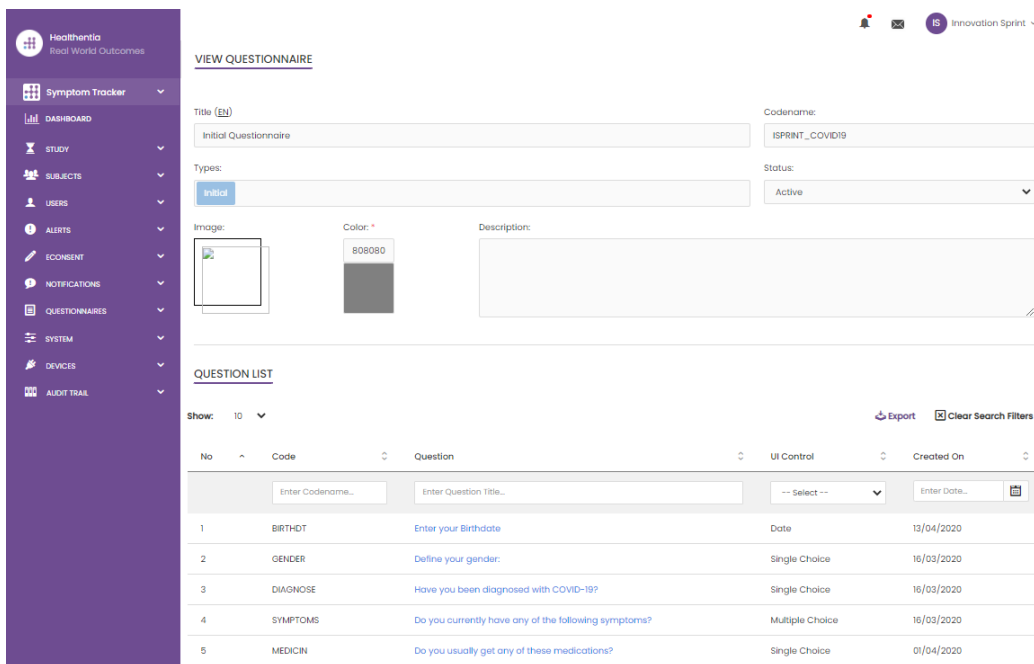 Healthentia
Real World Outcomes
IS Innovation Sprint
Symptom Tracker
DASHBOARD
STUDY
SUBJECTS
USERS
ALERTS
ECONSENT
NOTIFICATIONS
QUESTIONNAIRES
SYSTEM
DEVICES
AUDIT TRAIL
VIEW QUESTIONNAIRE
Title (EN) Codename:
Initial Questionnaire ISPRINT_COVID19
Types: Status:
Initial Active
Image: Color: * Description:
808080
QUESTION LIST
Show: 10 Export Clear Search Filters
No Code Question UI Control Created On
Enter Codename... Enter Question Title... -- Select -- Enter Date...
1 BIRTHDT Enter your Birthdate Date 13/04/2020
2 GENDER Define your gender: Single Choice 16/03/2020
3 DIAGNOSE Have you been diagnosed with COVID-19? Single Choice 16/03/2020
4 SYMPTOMS Do you currently have any of the following symptoms? Multiple Choice 16/03/2020
5 MEDICIN Do you usually get any of these medications? Single Choice 01/04/2020